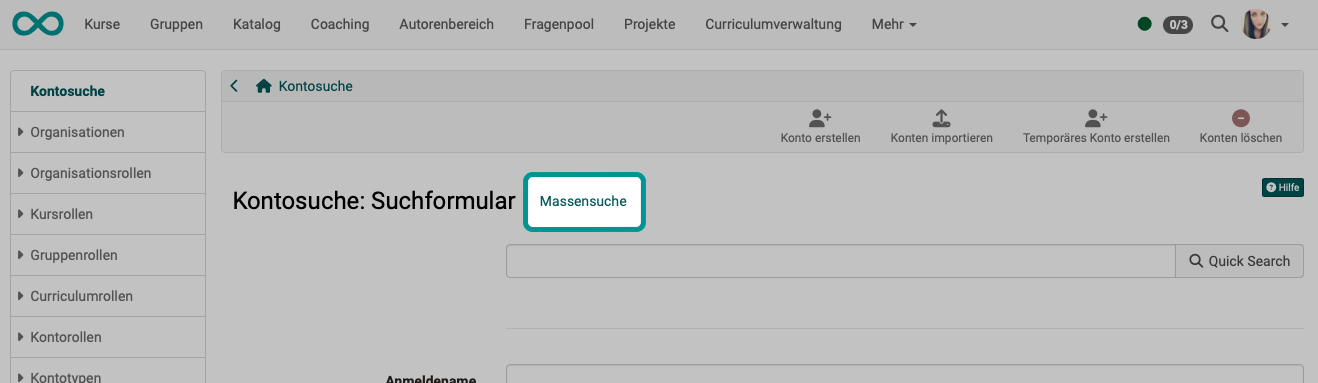 Kurse Gruppen Katalog Coaching Autorenbereich Fragenpool Projekte Curriculumverwaltung Mehr 0/3
Kontosuche
Organisationen
Organisationsrollen
Kursrollen
Gruppenrollen
Curriculumrollen
Kontorollen
Kontotypen
Kontosuche
Konto erstellen Konten importieren Temporäres Konto erstellen Konten löschen
Kontosuche: Suchformular Massensuche
Hilfe
Quick Search
Anmeldename